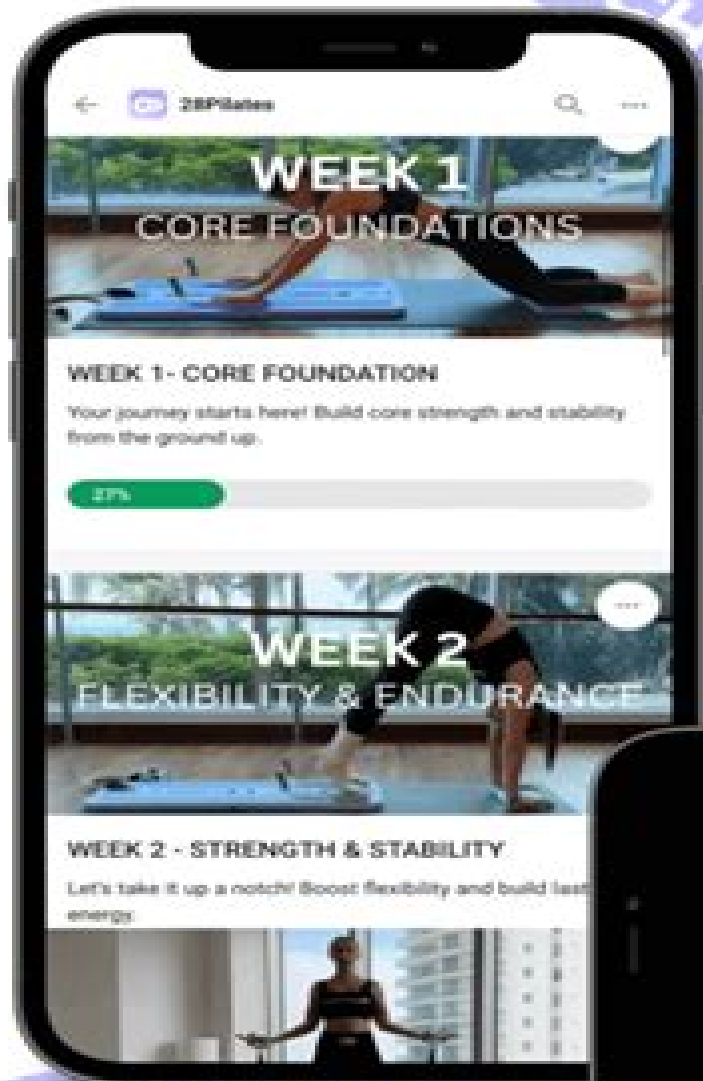 28Pilates
WEEK 1
CORE FOUNDATIONS
WEEK 1- CORE FOUNDATION
Your journey starts here! Build core strength and stability
from the ground up.
27%
WEEK 2
FLEXIBILITY & ENDURANCE
WEEK 2 - STRENGTH & STABILITY
Let's take it up a notch! Boost flexibility and build last
energy.